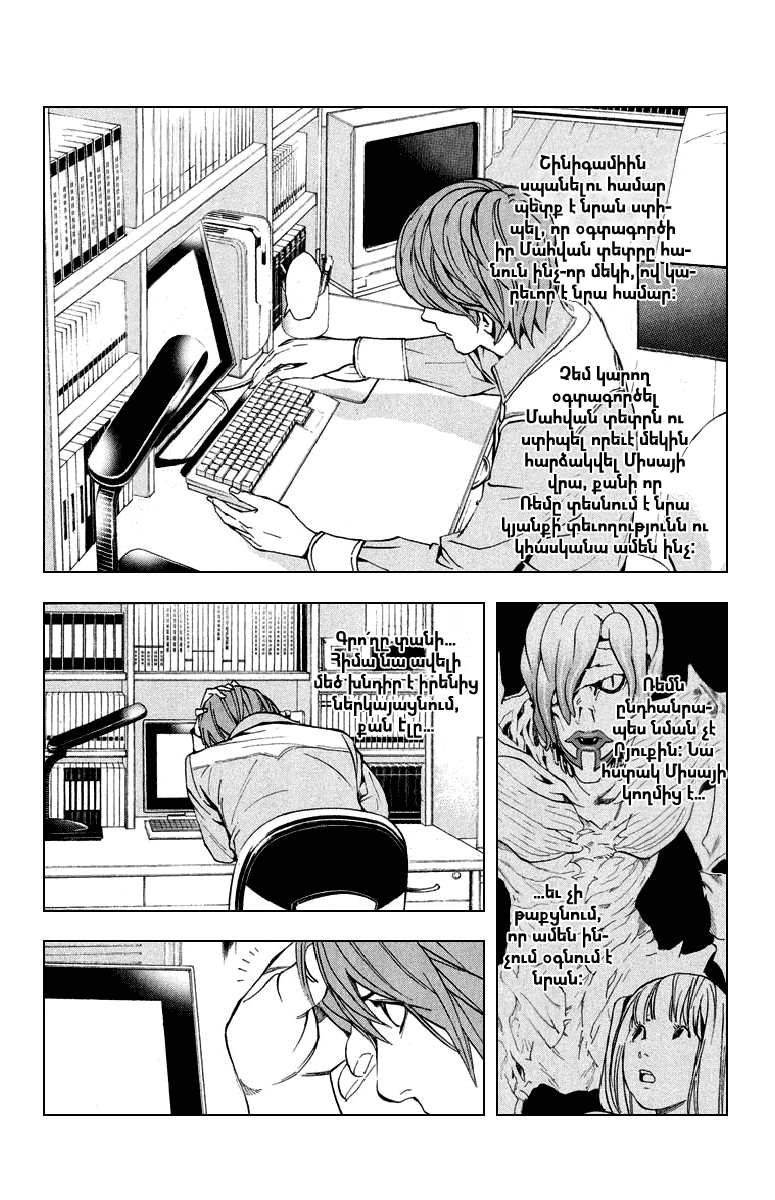 Շինիգամիին
սպանելու համար
պետք է նրան ստի-
պել, որ օգտագործի
իր Մահվան տետրը հա-
նուն ինչ-որ մեկի, ով կա-
րեւոր է նրա համար:
Չեմ կարող
օգտագործել
Մահվան տետրն ու
ստիպել որեւէ մեկին
հարձակվել Միսայի
վրա, քանի որ
Ռեմը տեսնում է նրա
կյանքի տեւողությունն ու
կհասկանա ամեն ինչ:
Գրո՛ղը տանի...
Հիմա նա ավելի
մեծ խնդիր է իրենից
ներկայացնում,
քան էլը...
Ռեմն
ընդհանրա-
պես նման չէ
Ռյուքին: Նա
հստակ Միսայի
կողմից է...
...եւ չի
թաքցնում,
որ ամեն ին-
չում օգնում է
նրան: